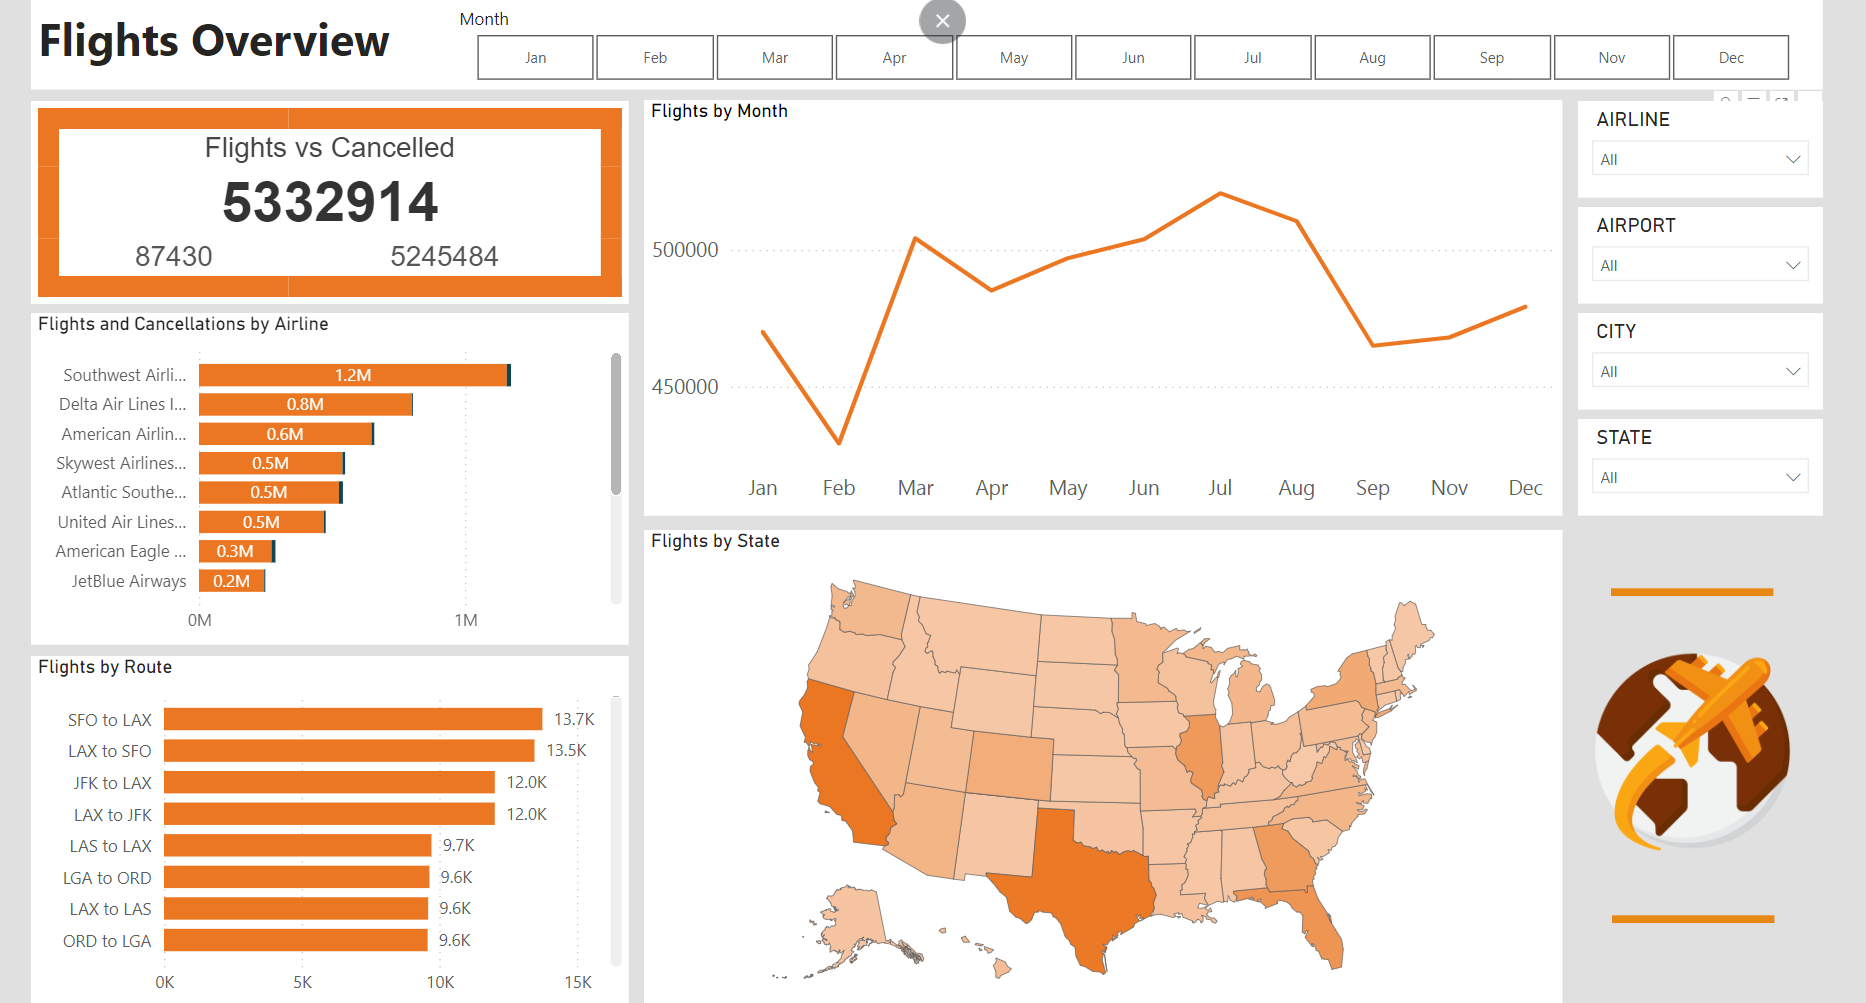 Flights Overview
Month
Jan
Feb
Mar
Apr
May
Jun
Jul
Aug
Sep
Nov
Dec
Flights vs Cancelled
5332914
87430 5245484
Flights and Cancellations by Airline
Southwest Airli... 1.2M
Delta Air Lines I... 0.8M
American Airlin... 0.6M
Skywest Airlines... 0.5M
Atlantic Southe... 0.5M
United Air Lines... 0.5M
American Eagle ... 0.3M
JetBlue Airways 0.2M
0M 1M
Flights by Route
SFO to LAX 13.7K
LAX to SFO 13.5K
JFK to LAX 12.0K
LAX to JFK 12.0K
LAS to LAX 9.7K
LGA to ORD 9.6K
LAX to LAS 9.6K
ORD to LGA 9.6K
0K 5K 10K 15K
Flights by Month
500000
450000
Jan Feb Mar Apr May Jun Jul Aug Sep Nov Dec
Flights by State
AIRLINE
All
AIRPORT
All
CITY
All
STATE
All